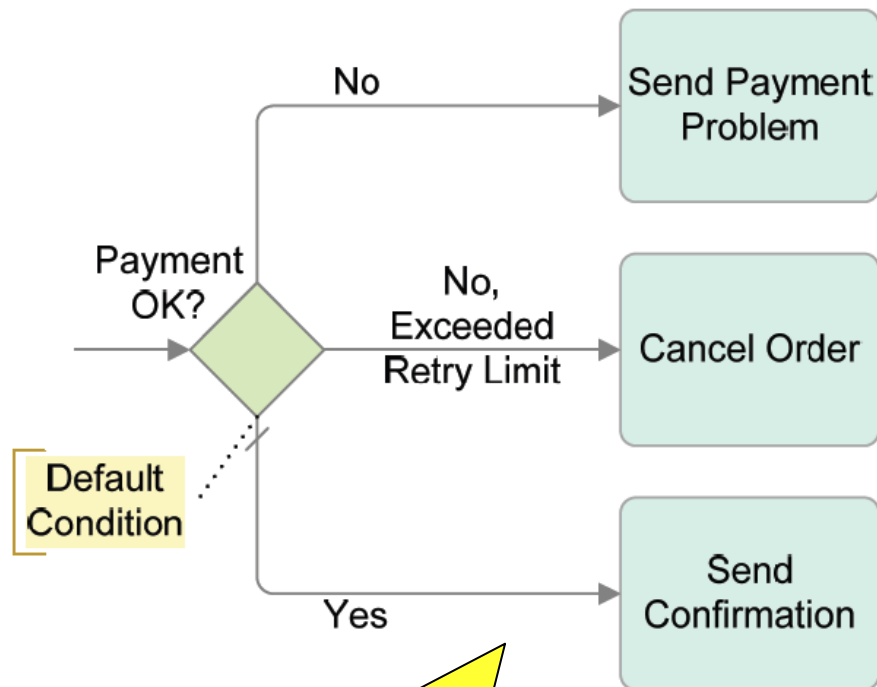 No
Send Payment
Problem
Payment
OK?
No,
Exceeded
Retry Limit
Cancel Order
Default
Condition
Yes
Send
Confirmation